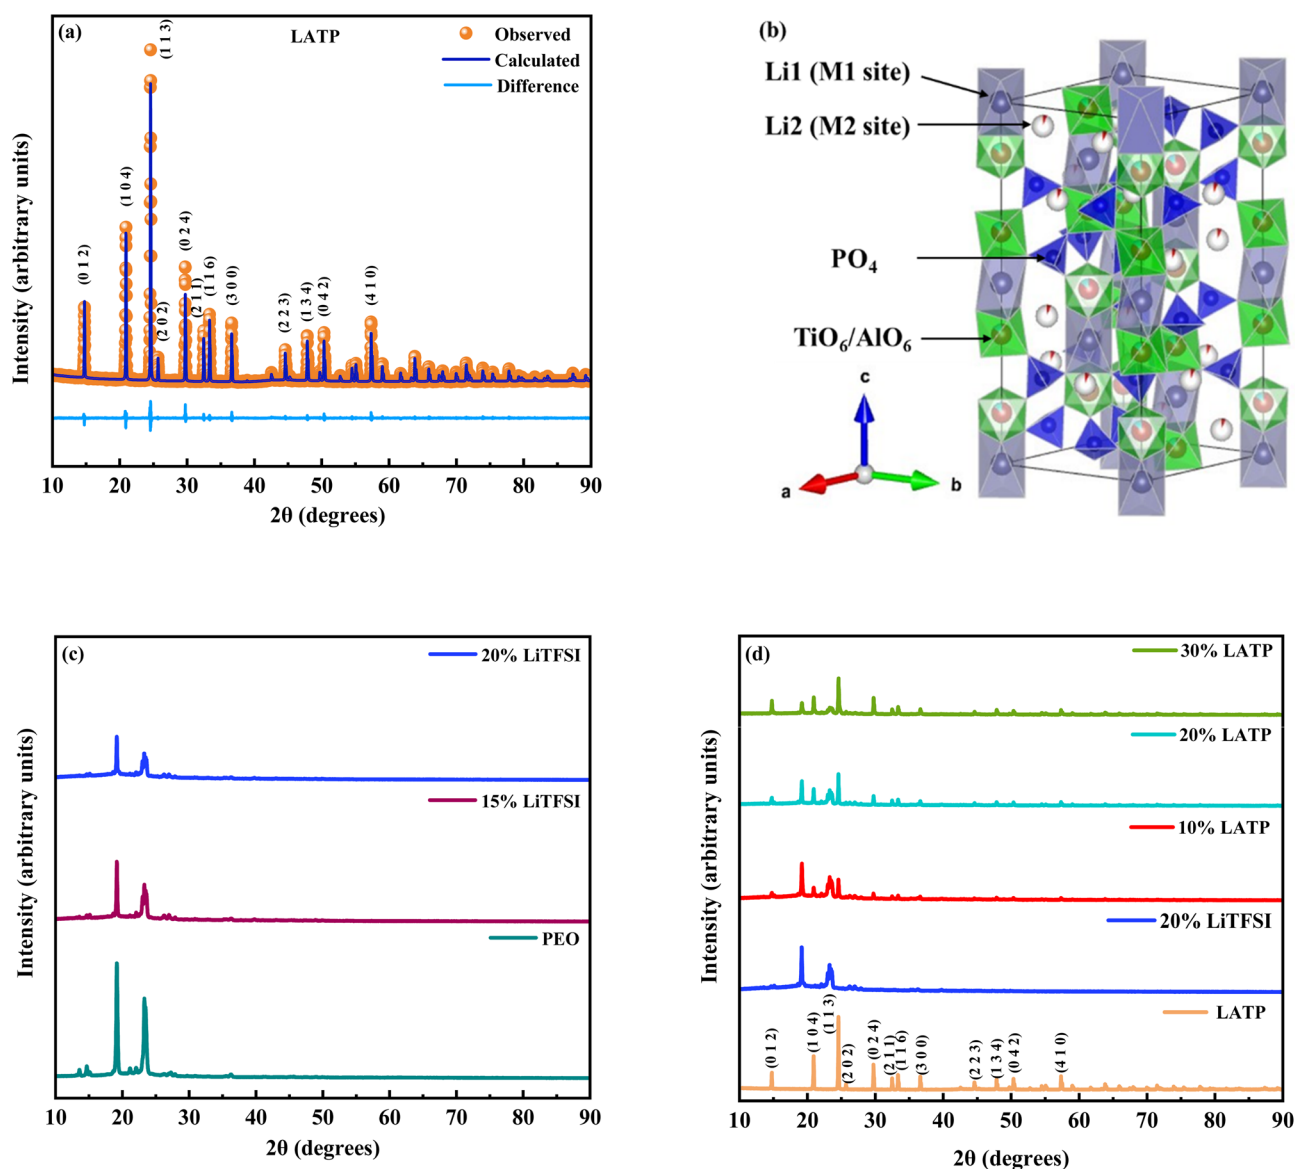 (a)
LATP
Observed
Calculated
Difference
(0 1 2)
(1 0 4)
(1 1 3)
(2 0 2)
(0 2 4)
(2 1 1)
(1 1 6)
(3 0 0)
(2 2 3)
(1 3 4)
(0 4 2)
(4 1 0)
Intensity (arbitrary units)
10 20 30 40 50 60 70 80 90
2θ (degrees)
(b)
Li1 (M1 site)
Li2 (M2 site)
PO4
TiO6/AlO6
c
a
b
(c)
20% LiTFSI
15% LiTFSI
PEO
Intensity (arbitrary units)
10 20 30 40 50 60 70 80 90
2θ (degrees)
(d)
30% LATP
20% LATP
10% LATP
20% LiTFSI
LATP
(0 1 2)
(1 0 4)
(1 1 3)
(2 0 2)
(0 2 4)
(2 1 1)
(1 1 6)
(3 0 0)
(2 2 3)
(1 3 4)
(0 4 2)
(4 1 0)
Intensity (arbitrary units)
10 20 30 40 50 60 70 80 90
2θ (degrees)